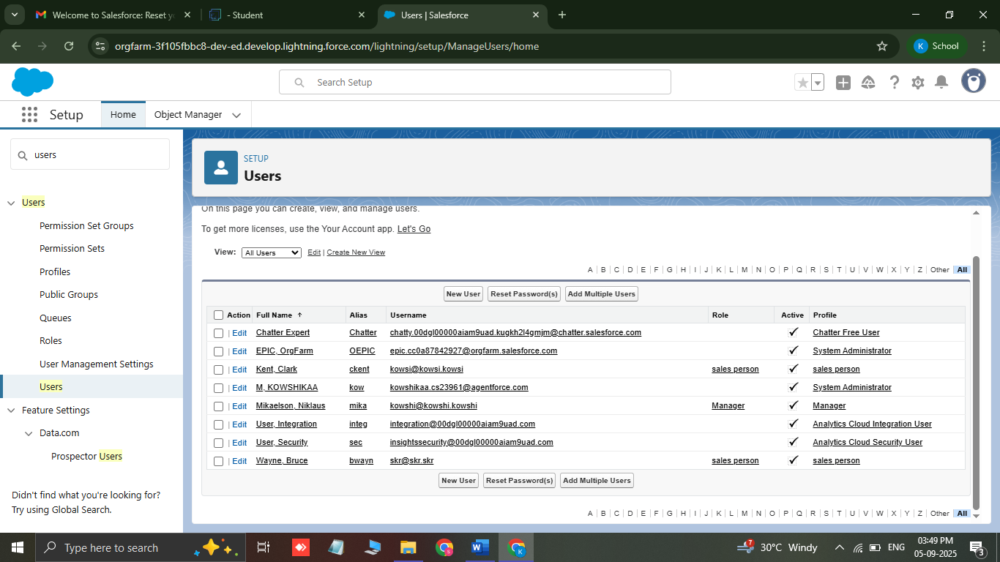 Welcome to Salesforce: Reset yo
- Student
Users | Salesforce
orgfarm-3f105fbbc8-dev-ed.develop.lightning.force.com/lightning/setup/ManageUsers/home
K School
Search Setup
Setup
Home
Object Manager
users
Users
Permission Set Groups
Permission Sets
Profiles
Public Groups
Queues
Roles
User Management Settings
Users
Feature Settings
Data.com
Prospector Users
Didn't find what you're looking for?
Try using Global Search.
SETUP
Users
On this page you can create, view, and manage users.
To get more licenses, use the Your Account app. Let's Go
View: All Users Edit | Create New View
A | B | C | D | E | F | G | H | I | J | K | L | M | N | O | P | Q | R | S | T | U | V | W | X | Y | Z | Other | All
New User Reset Password(s) Add Multiple Users
Action Full Name ↑ Alias Username Role Active Profile
| Edit Chatter Expert Chatter chatty.00dgl00000aiam9uad.kugkh2l4gmjm@chatter.salesforce.com ✓ Chatter Free User
| Edit EPIC, OrgFarm OEPIC epic.cc0a87842927@orgfarm.salesforce.com ✓ System Administrator
| Edit Kent, Clark ckent kowsi@kowsi.kowsi sales person ✓ sales person
| Edit M, KOWSHIKAA kow kowshikaa.cs23961@agentforce.com ✓ System Administrator
| Edit Mikaelson, Niklaus mika kowshi@kowshi.kowshi Manager ✓ Manager
| Edit User, Integration integ integration@00dgl00000aiam9uad.com ✓ Analytics Cloud Integration User
| Edit User, Security sec insightssecurity@00dgl00000aiam9uad.com ✓ Analytics Cloud Security User
| Edit Wayne, Bruce bwayn skr@skr.skr sales person ✓ sales person
New User Reset Password(s) Add Multiple Users
A | B | C | D | E | F | G | H | I | J | K | L | M | N | O | P | Q | R | S | T | U | V | W | X | Y | Z | Other | All
Type here to search
7
30°C Windy
ENG
03:49 PM
05-09-2025
3